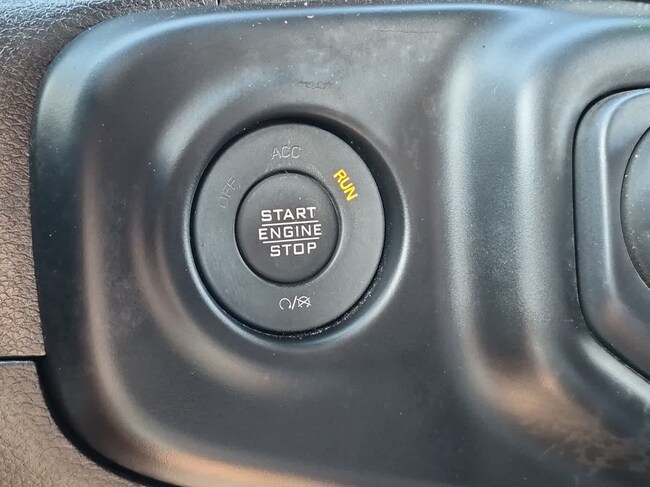 OFF
ACC
RUN
START
ENGINE
STOP